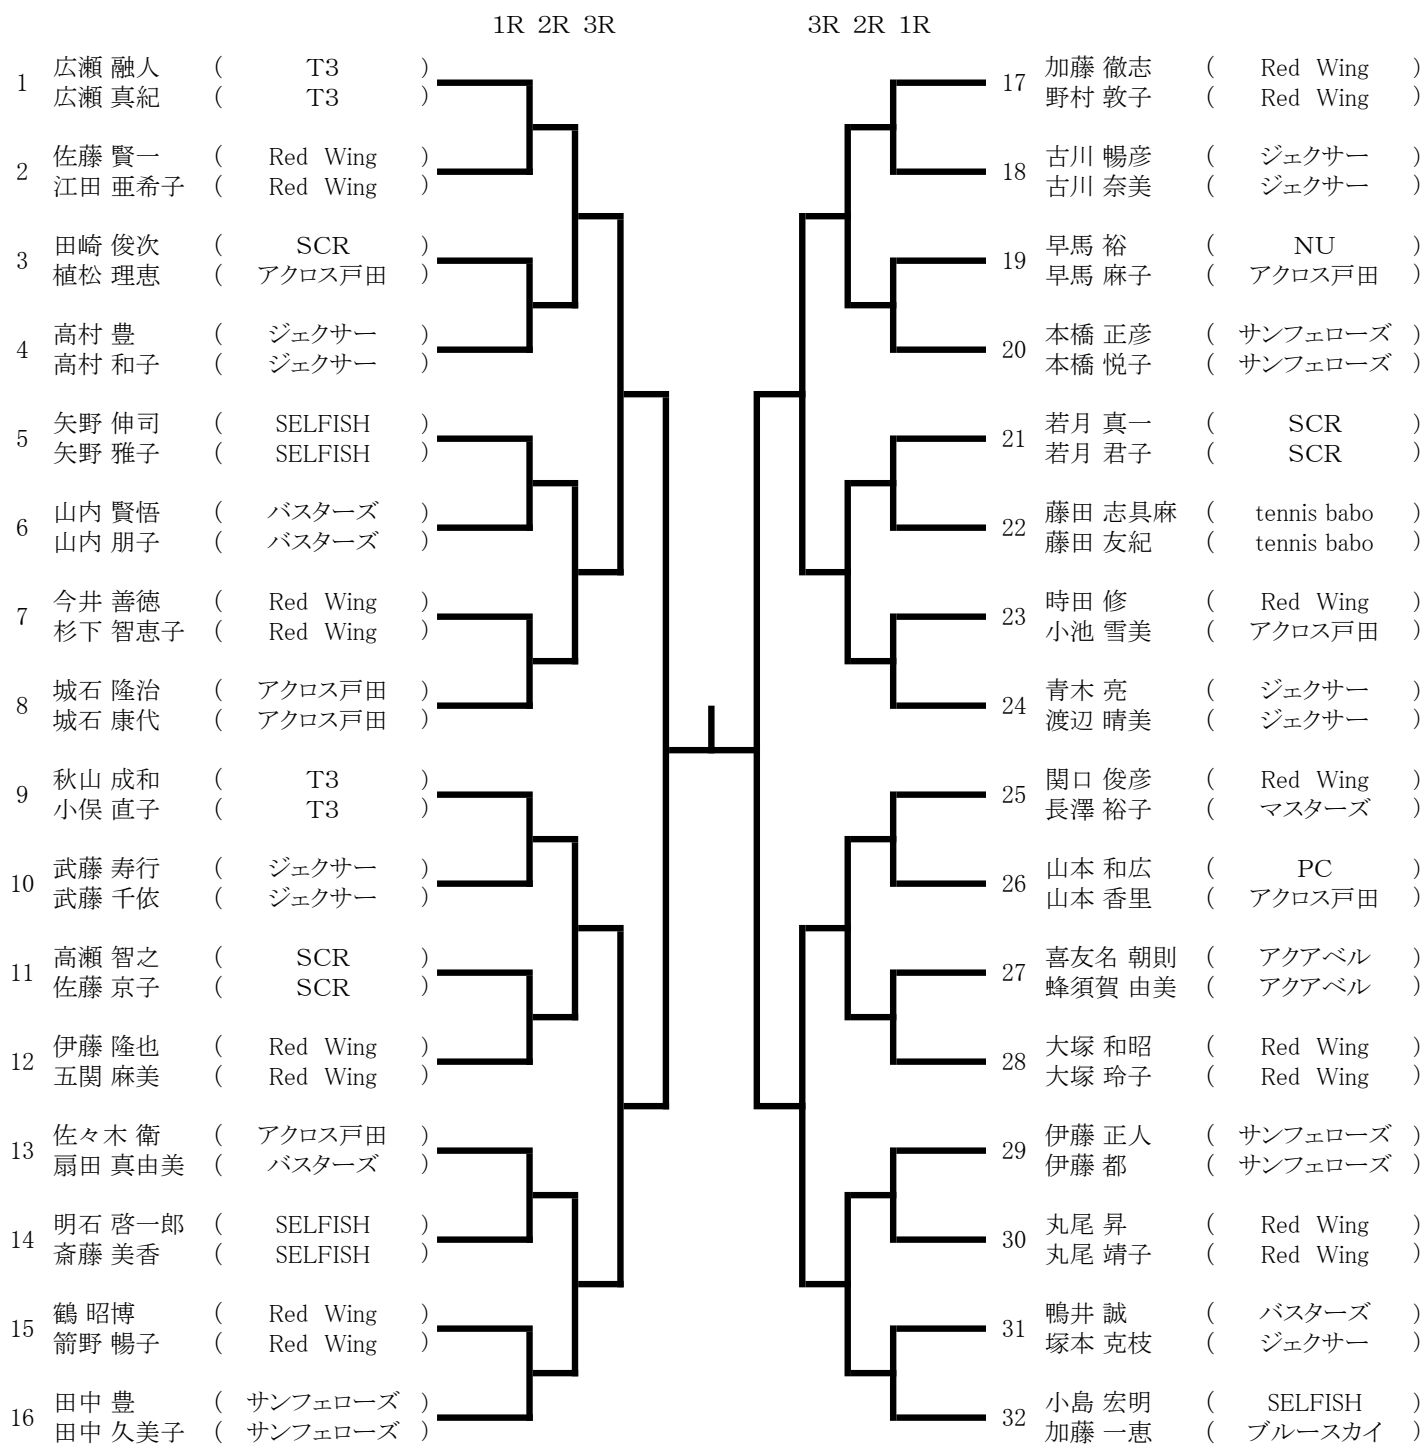 1R 2R 3R
3R 2R 1R
1 広瀬 融人 ( T3 )
広瀬 真紀 ( T3 )
2 佐藤 賢一 ( Red Wing )
江田 亜希子 ( Red Wing )
3 田崎 俊次 ( SCR )
植松 理恵 ( アクロス戸田 )
4 高村 豊 ( ジェクサー )
高村 和子 ( ジェクサー )
5 矢野 伸司 ( SELFISH )
矢野 雅子 ( SELFISH )
6 山内 賢悟 ( バスターズ )
山内 朋子 ( バスターズ )
7 今井 善徳 ( Red Wing )
杉下 智恵子 ( Red Wing )
8 城石 隆治 ( アクロス戸田 )
城石 康代 ( アクロス戸田 )
9 秋山 成和 ( T3 )
小俣 直子 ( T3 )
10 武藤 寿行 ( ジェクサー )
武藤 千依 ( ジェクサー )
11 高瀬 智之 ( SCR )
佐藤 京子 ( SCR )
12 伊藤 隆也 ( Red Wing )
五関 麻美 ( Red Wing )
13 佐々木 衛 ( アクロス戸田 )
扇田 真由美 ( バスターズ )
14 明石 啓一郎 ( SELFISH )
斎藤 美香 ( SELFISH )
15 鶴 昭博 ( Red Wing )
箭野 暢子 ( Red Wing )
16 田中 豊 ( サンフェローズ )
田中 久美子 ( サンフェローズ )
17 加藤 徹志 ( Red Wing )
野村 敦子 ( Red Wing )
18 古川 暢彦 ( ジェクサー )
古川 奈美 ( ジェクサー )
19 早馬 裕 ( NU )
早馬 麻子 ( アクロス戸田 )
20 本橋 正彦 ( サンフェローズ )
本橋 悦子 ( サンフェローズ )
21 若月 真一 ( SCR )
若月 君子 ( SCR )
22 藤田 志具麻 ( tennis babo )
藤田 友紀 ( tennis babo )
23 時田 修 ( Red Wing )
小池 雪美 ( アクロス戸田 )
24 青木 亮 ( ジェクサー )
渡辺 晴美 ( ジェクサー )
25 関口 俊彦 ( Red Wing )
長澤 裕子 ( マスターズ )
26 山本 和広 ( PC )
山本 香里 ( アクロス戸田 )
27 喜友名 朝則 ( アクアベル )
蜂須賀 由美 ( アクアベル )
28 大塚 和昭 ( Red Wing )
大塚 玲子 ( Red Wing )
29 伊藤 正人 ( サンフェローズ )
伊藤 都 ( サンフェローズ )
30 丸尾 昇 ( Red Wing )
丸尾 靖子 ( Red Wing )
31 鴨井 誠 ( バスターズ )
塚本 克枝 ( ジェクサー )
32 小島 宏明 ( SELFISH )
加藤 一恵 ( ブルースカイ )